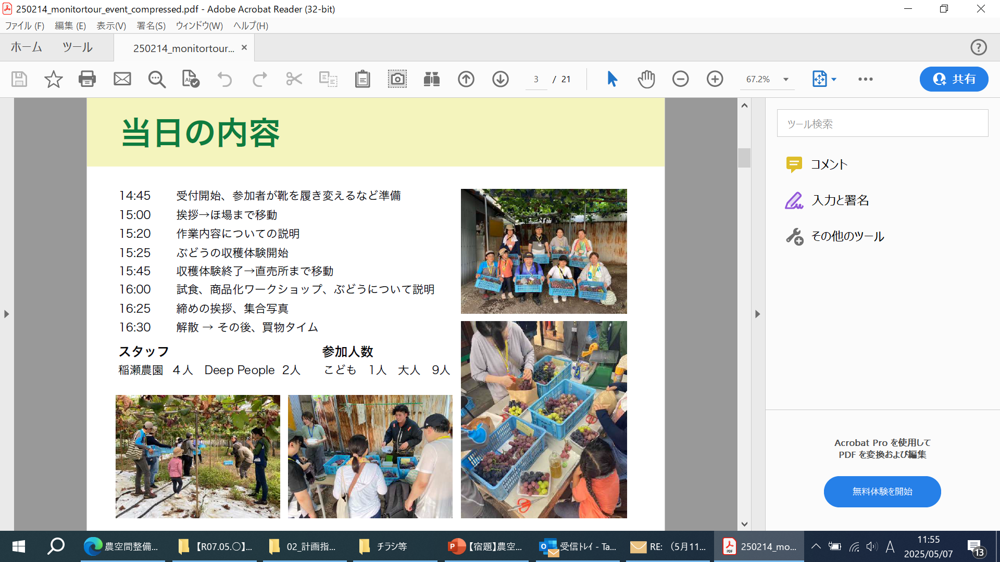 250214_monitortour_event_compressed.pdf - Adobe Acrobat Reader (32-bit)
ファイル (F) 編集 (E) 表示(V) 署名(S) ウィンドウ(W) ヘルプ(H)
ホーム ツール 250214_monitortour... ×
3 / 21 67.2% 共有
当日の内容
14:45 受付開始、参加者が靴を履き変えるなど準備
15:00 挨拶→ほ場まで移動
15:20 作業内容についての説明
15:25 ぶどうの収穫体験開始
15:45 収穫体験終了→直売所まで移動
16:00 試食、商品化ワークショップ、ぶどうについて説明
16:25 締めの挨拶、集合写真
16:30 解散 → その後、買物タイム
スタッフ 参加人数
稲瀬農園 4人 Deep People 2人 こども 1人 大人 9人
ツール検索
コメント
入力と署名
その他のツール
Acrobat Pro を使用して
PDF を変換および編集
無料体験を開始
農空間整備... 【R07.05.〇】... 02_計画指... チラシ等 【宿題】農空... 受信トレイ - Ta... RE: （5月11... 250214_mo... A 11:55
2025/05/07 13